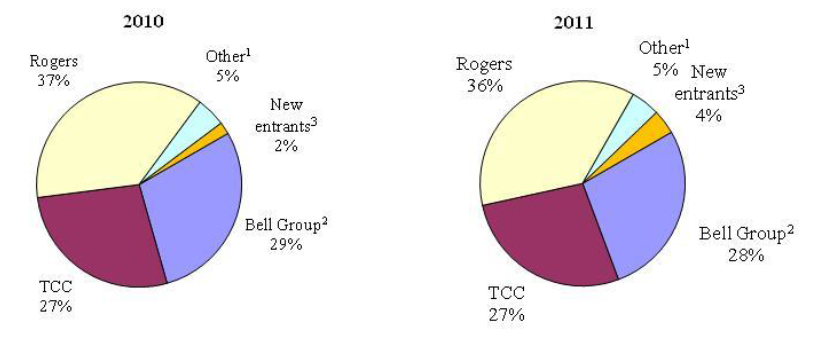 2010
Rogers
37%
Other¹
5%
New
entrants³
2%
Bell Group²
29%
TCC
27%
2011
Rogers
36%
Other¹
5%
New
entrants³
4%
Bell Group²
28%
TCC
27%